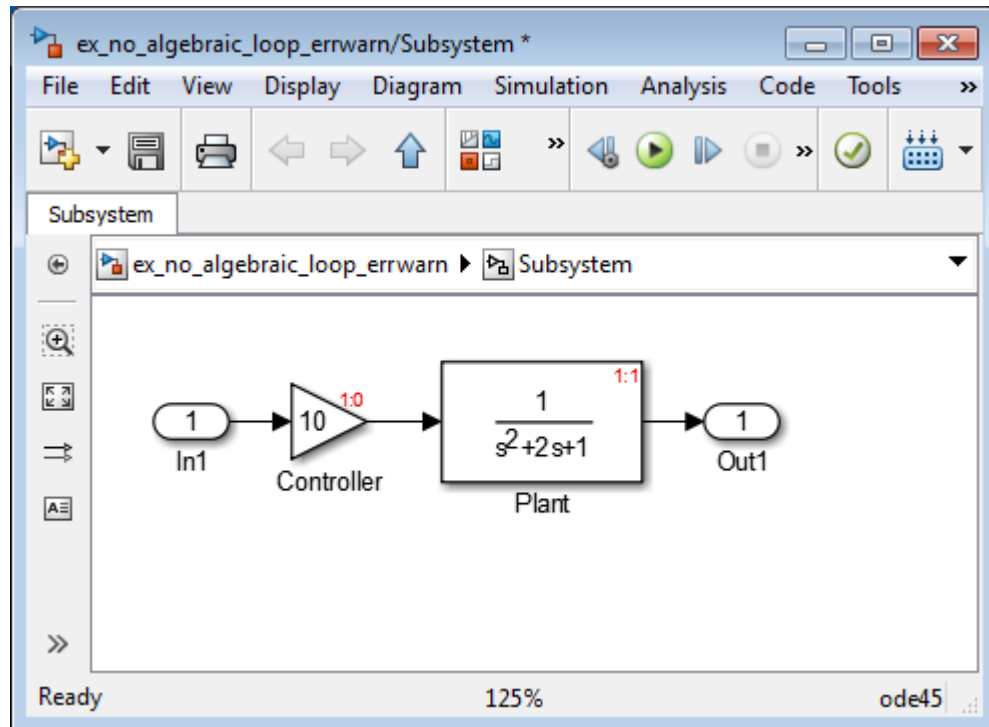 ex_no_algebraic_loop_errwarn/Subsystem *
File Edit View Display Diagram Simulation Analysis Code Tools »
» »
Subsystem
ex_no_algebraic_loop_errwarn Subsystem
1:1
1:0
1
1 10 s²+2s+1 1
In1 Controller Plant Out1
A
»
Ready 125% ode45